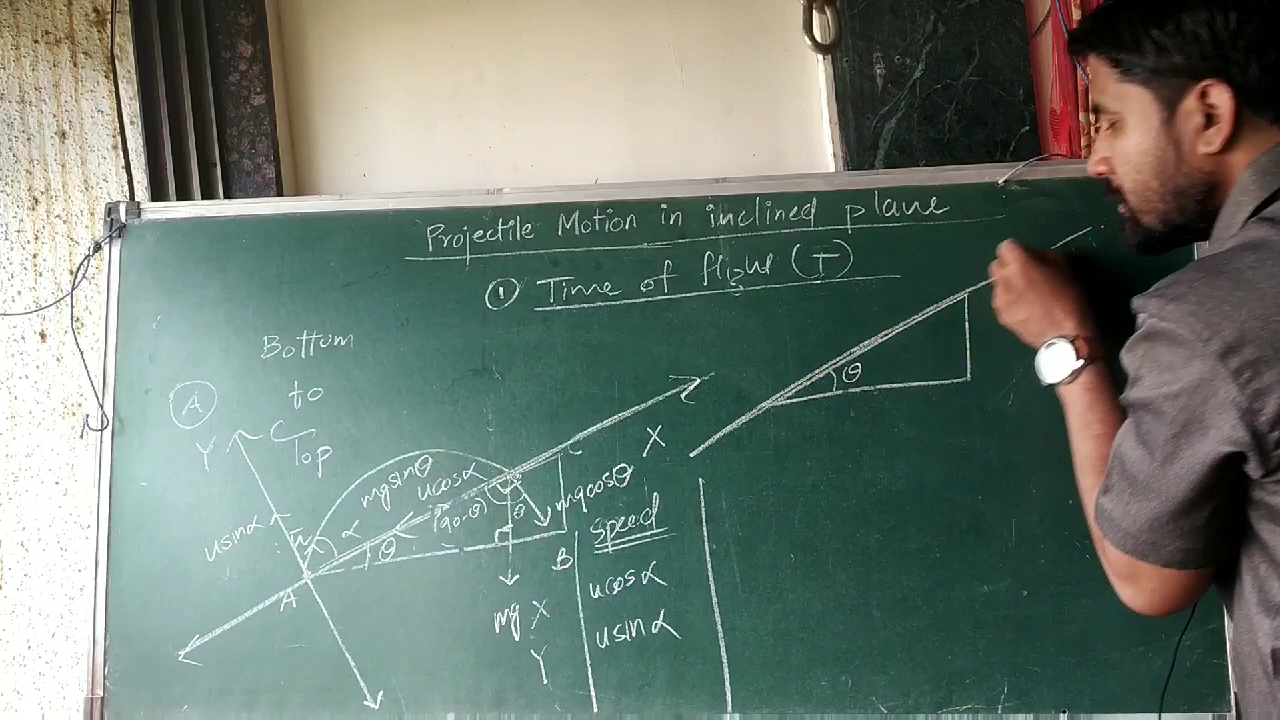 Projectile Motion in inclined plane
① Time of flight (T)
Bottom
to
Top
A
Y
X
mgsinθ
ucosα
usinα
u
α
θ
(90-θ)
θ
mgcosθ
A
B
C
mg
θ
speed
X ucosα
Y usinα